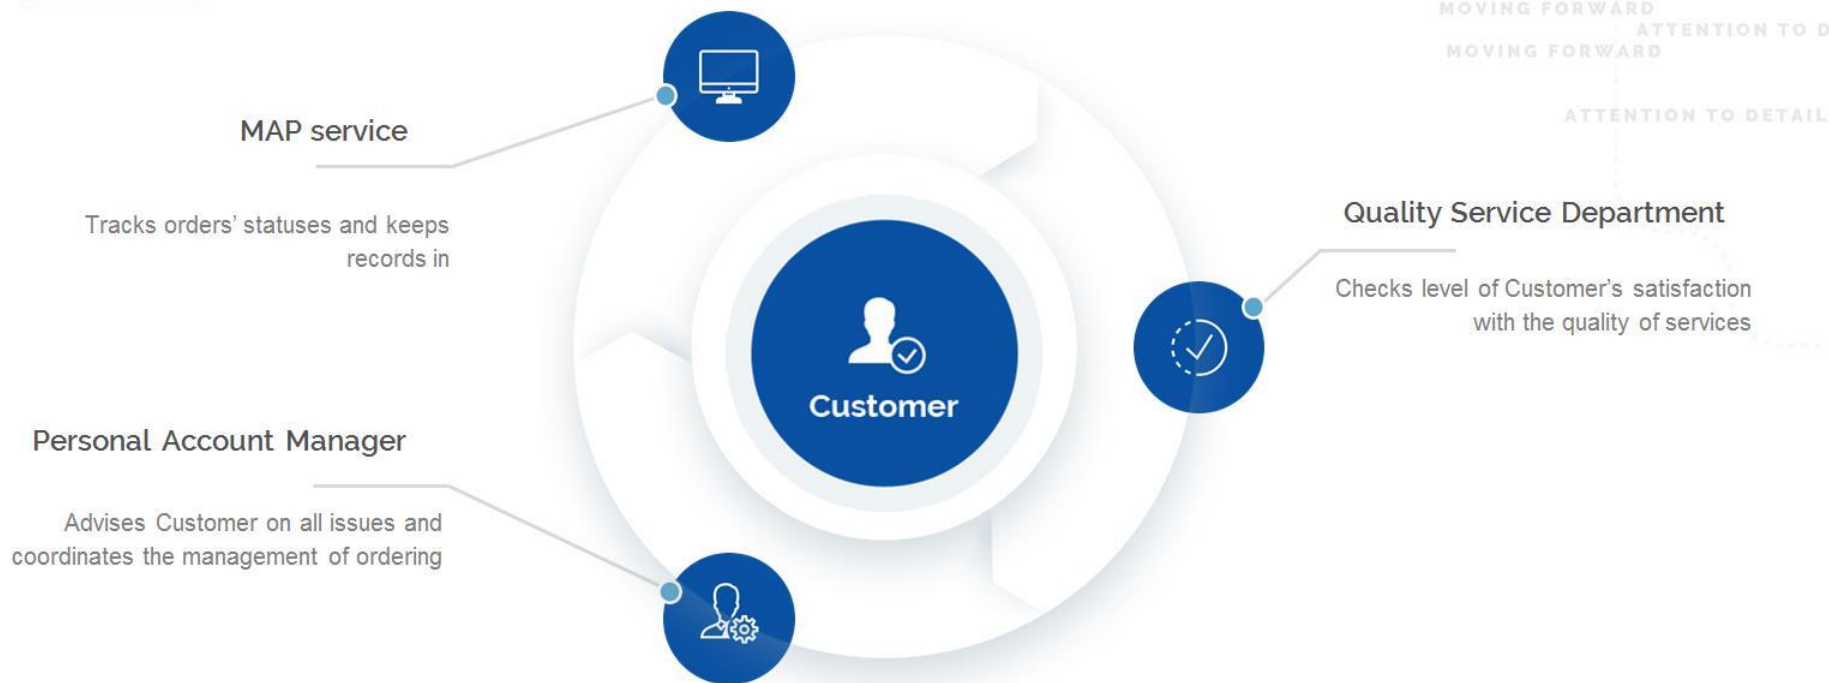 MOVING FORWARD
ATTENTION TO D
MOVING FORWARD
ATTENTION TO DETAIL
MAP service
Tracks orders’ statuses and keeps
records in
Quality Service Department
Checks level of Customer’s satisfaction
with the quality of services
Customer
Personal Account Manager
Advises Customer on all issues and
coordinates the management of ordering